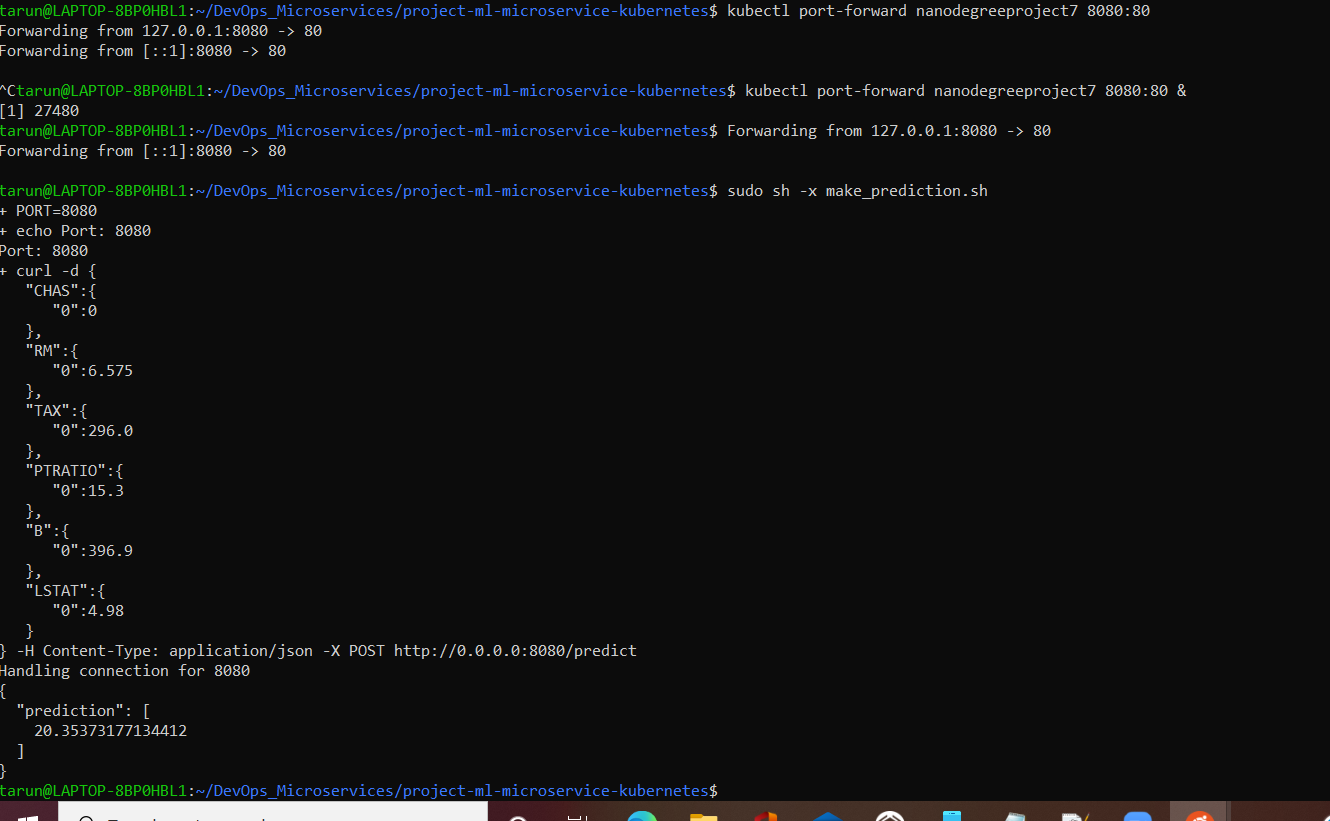 tarun@LAPTOP-8BP0HBL1:~/DevOps_Microservices/project-ml-microservice-kubernetes$ kubectl port-forward nanodegreeproject7 8080:80
Forwarding from 127.0.0.1:8080 -> 80
Forwarding from [::1]:8080 -> 80
^Ctarun@LAPTOP-8BP0HBL1:~/DevOps_Microservices/project-ml-microservice-kubernetes$ kubectl port-forward nanodegreeproject7 8080:80 &
[1] 27480
tarun@LAPTOP-8BP0HBL1:~/DevOps_Microservices/project-ml-microservice-kubernetes$ Forwarding from 127.0.0.1:8080 -> 80
Forwarding from [::1]:8080 -> 80
tarun@LAPTOP-8BP0HBL1:~/DevOps_Microservices/project-ml-microservice-kubernetes$ sudo sh -x make_prediction.sh
+ PORT=8080
+ echo Port: 8080
Port: 8080
+ curl -d {
"CHAS":{
"0":0
},
"RM":{
"0":6.575
},
"TAX":{
"0":296.0
},
"PTRATIO":{
"0":15.3
},
"B":{
"0":396.9
},
"LSTAT":{
"0":4.98
}
} -H Content-Type: application/json -X POST http://0.0.0.0:8080/predict
Handling connection for 8080
{
"prediction": [
20.35373177134412
]
}
tarun@LAPTOP-8BP0HBL1:~/DevOps_Microservices/project-ml-microservice-kubernetes$